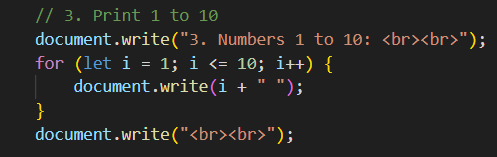 // 3. Print 1 to 10
document.write("3. Numbers 1 to 10: <br><br>");
for (let i = 1; i <= 10; i++) {
    document.write(i + " ");
}
document.write("<br><br>");